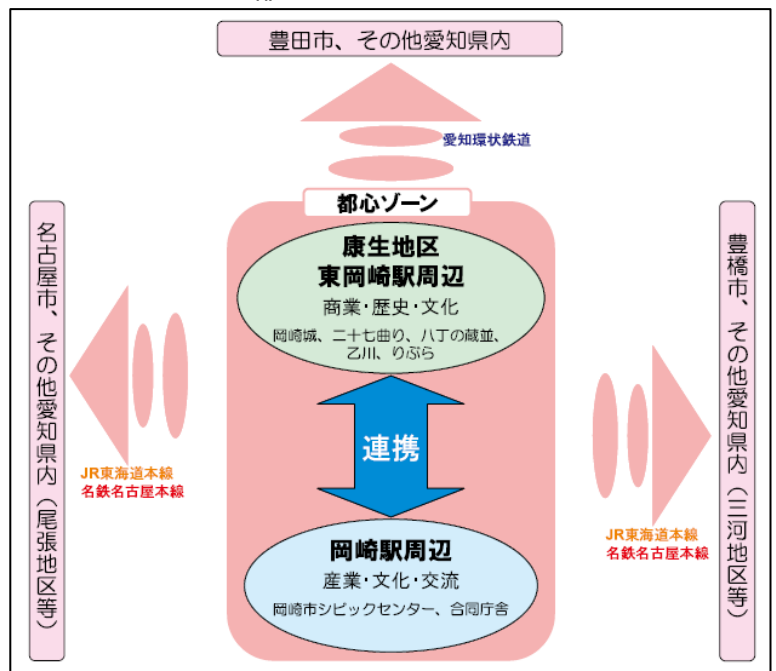 豊田市、その他愛知県内
愛知環状鉄道
都心ゾーン
康生地区
東岡崎駅周辺
商業・歴史・文化
岡崎城、二十七曲り、八丁の蔵並、
乙川、りぶら
連携
岡崎駅周辺
産業・文化・交流
岡崎市シビックセンター、合同庁舎
名古屋市、その他愛知県内（尾張地区等）
JR東海道本線
名鉄名古屋本線
豊橋市、その他愛知県内（三河地区等）
JR東海道本線
名鉄名古屋本線